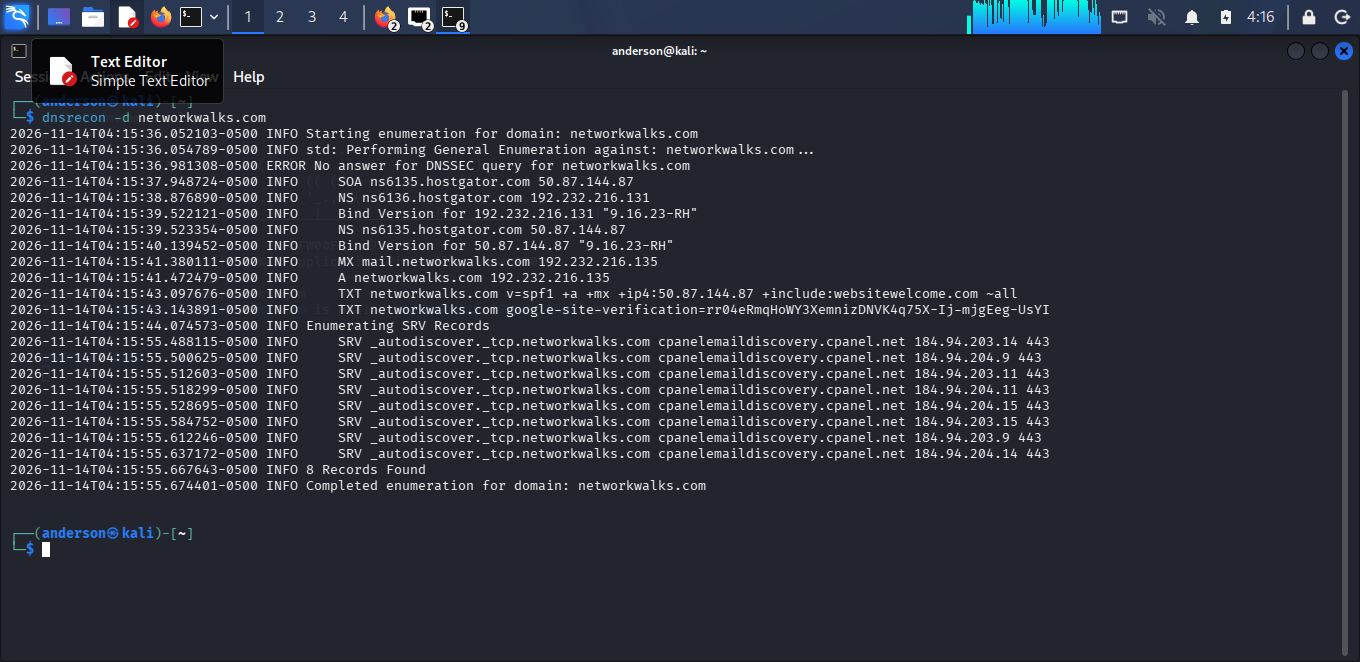 1 2 3 4 2 2 9 4:16
anderson@kali: ~
Text Editor
Simple Text Editor
Session Actions Edit View Help
┌──(anderson㉿kali)-[~]
└─$ dnsrecon -d networkwalks.com
2026-11-14T04:15:36.052103-0500 INFO Starting enumeration for domain: networkwalks.com
2026-11-14T04:15:36.054789-0500 INFO std: Performing General Enumeration against: networkwalks.com...
2026-11-14T04:15:36.981308-0500 ERROR No answer for DNSSEC query for networkwalks.com
2026-11-14T04:15:37.948724-0500 INFO SOA ns6135.hostgator.com 50.87.144.87
2026-11-14T04:15:38.876890-0500 INFO NS ns6136.hostgator.com 192.232.216.131
2026-11-14T04:15:39.522121-0500 INFO Bind Version for 192.232.216.131 "9.16.23-RH"
2026-11-14T04:15:39.523354-0500 INFO NS ns6135.hostgator.com 50.87.144.87
2026-11-14T04:15:40.139452-0500 INFO Bind Version for 50.87.144.87 "9.16.23-RH"
2026-11-14T04:15:41.380111-0500 INFO MX mail.networkwalks.com 192.232.216.135
2026-11-14T04:15:41.472479-0500 INFO A networkwalks.com 192.232.216.135
2026-11-14T04:15:43.097676-0500 INFO TXT networkwalks.com v=spf1 +a +mx +ip4:50.87.144.87 +include:websitewelcome.com ~all
2026-11-14T04:15:43.143891-0500 INFO TXT networkwalks.com google-site-verification=rr04eRmqHoWY3XemnizDNVK4q75X-Ij-mjgEeg-UsYI
2026-11-14T04:15:44.074573-0500 INFO Enumerating SRV Records
2026-11-14T04:15:55.488115-0500 INFO SRV _autodiscover._tcp.networkwalks.com cpanelemaildiscovery.cpanel.net 184.94.203.14 443
2026-11-14T04:15:55.500625-0500 INFO SRV _autodiscover._tcp.networkwalks.com cpanelemaildiscovery.cpanel.net 184.94.204.9 443
2026-11-14T04:15:55.512603-0500 INFO SRV _autodiscover._tcp.networkwalks.com cpanelemaildiscovery.cpanel.net 184.94.203.11 443
2026-11-14T04:15:55.518299-0500 INFO SRV _autodiscover._tcp.networkwalks.com cpanelemaildiscovery.cpanel.net 184.94.204.11 443
2026-11-14T04:15:55.528695-0500 INFO SRV _autodiscover._tcp.networkwalks.com cpanelemaildiscovery.cpanel.net 184.94.204.15 443
2026-11-14T04:15:55.584752-0500 INFO SRV _autodiscover._tcp.networkwalks.com cpanelemaildiscovery.cpanel.net 184.94.203.15 443
2026-11-14T04:15:55.612246-0500 INFO SRV _autodiscover._tcp.networkwalks.com cpanelemaildiscovery.cpanel.net 184.94.203.9 443
2026-11-14T04:15:55.637172-0500 INFO SRV _autodiscover._tcp.networkwalks.com cpanelemaildiscovery.cpanel.net 184.94.204.14 443
2026-11-14T04:15:55.667643-0500 INFO 8 Records Found
2026-11-14T04:15:55.674401-0500 INFO Completed enumeration for domain: networkwalks.com
┌──(anderson㉿kali)-[~]
└─$